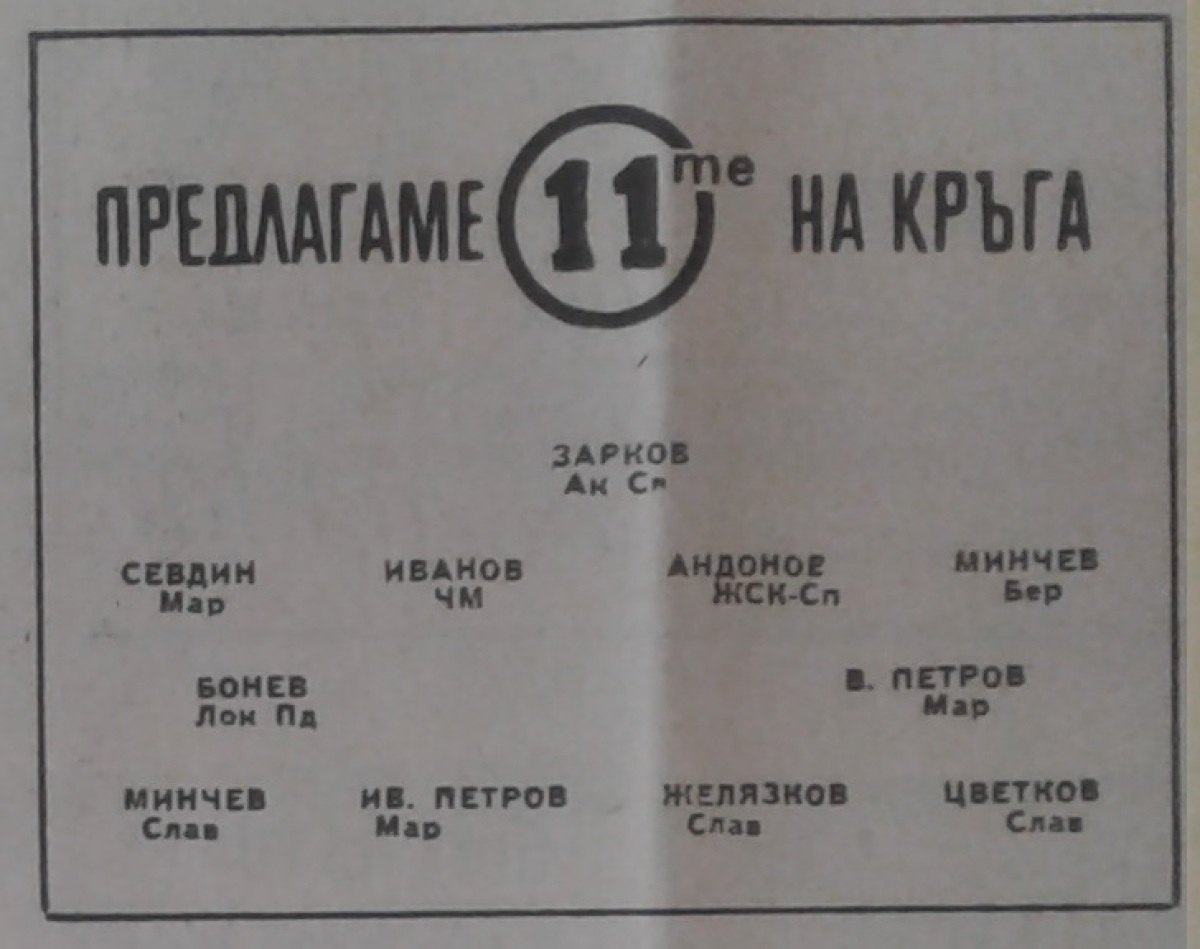 ПРЕДЛАГАМЕ 11те НА КРЪГА
ЗАРКОВ
Ак Сп
СЕВДИН ИВАНОВ АНДОНОВ МИНЧЕВ
Мар ЧМ ЖСК-Сп Бер
БОНЕВ В. ПЕТРОВ
Лок Пд Мар
МИНЧЕВ ИВ. ПЕТРОВ ЖЕЛЯЗКОВ ЦВЕТКОВ
Слав Мар Слав Слав